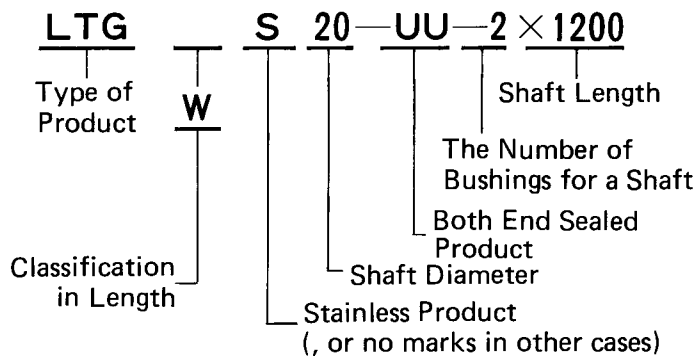 LTG S 20-UU-2×1200
Type of
Product
W
Shaft Length
The Number of
Bushings for a Shaft
Both End Sealed
Product
Classification
in Length
Shaft Diameter
Stainless Product
(, or no marks in other cases)